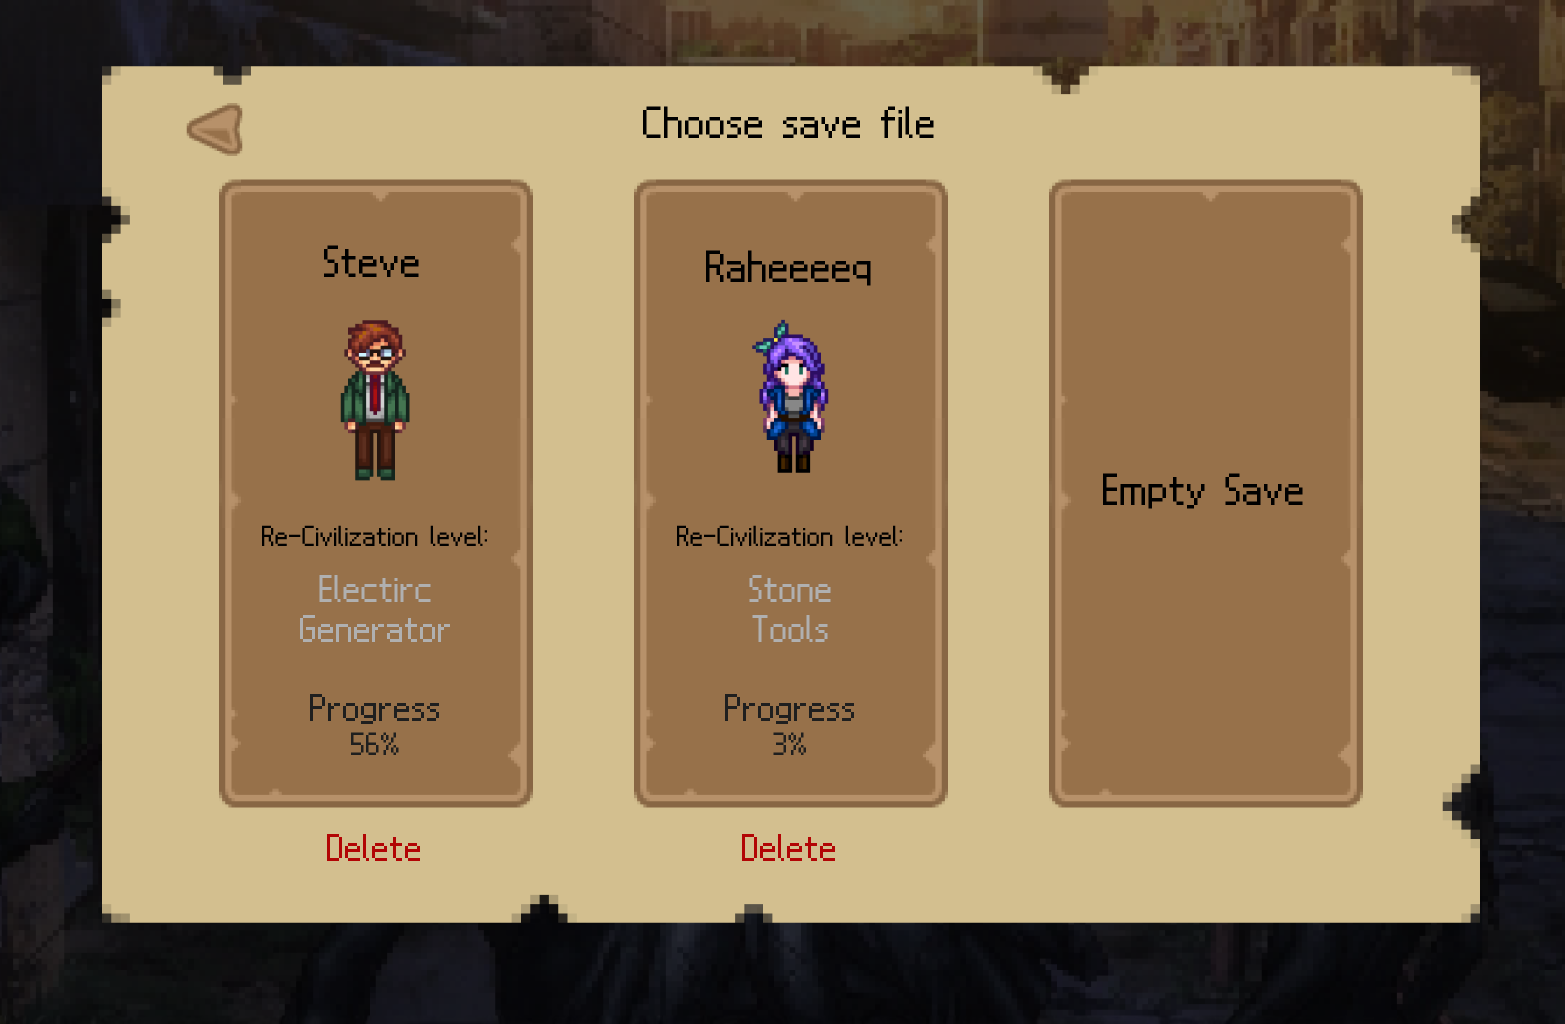 Choose save file
Steve
Re-Civilization level:
Electirc
Generator
Progress
56%
Delete
Raheeeeq
Re-Civilization level:
Stone
Tools
Progress
3%
Delete
Empty Save